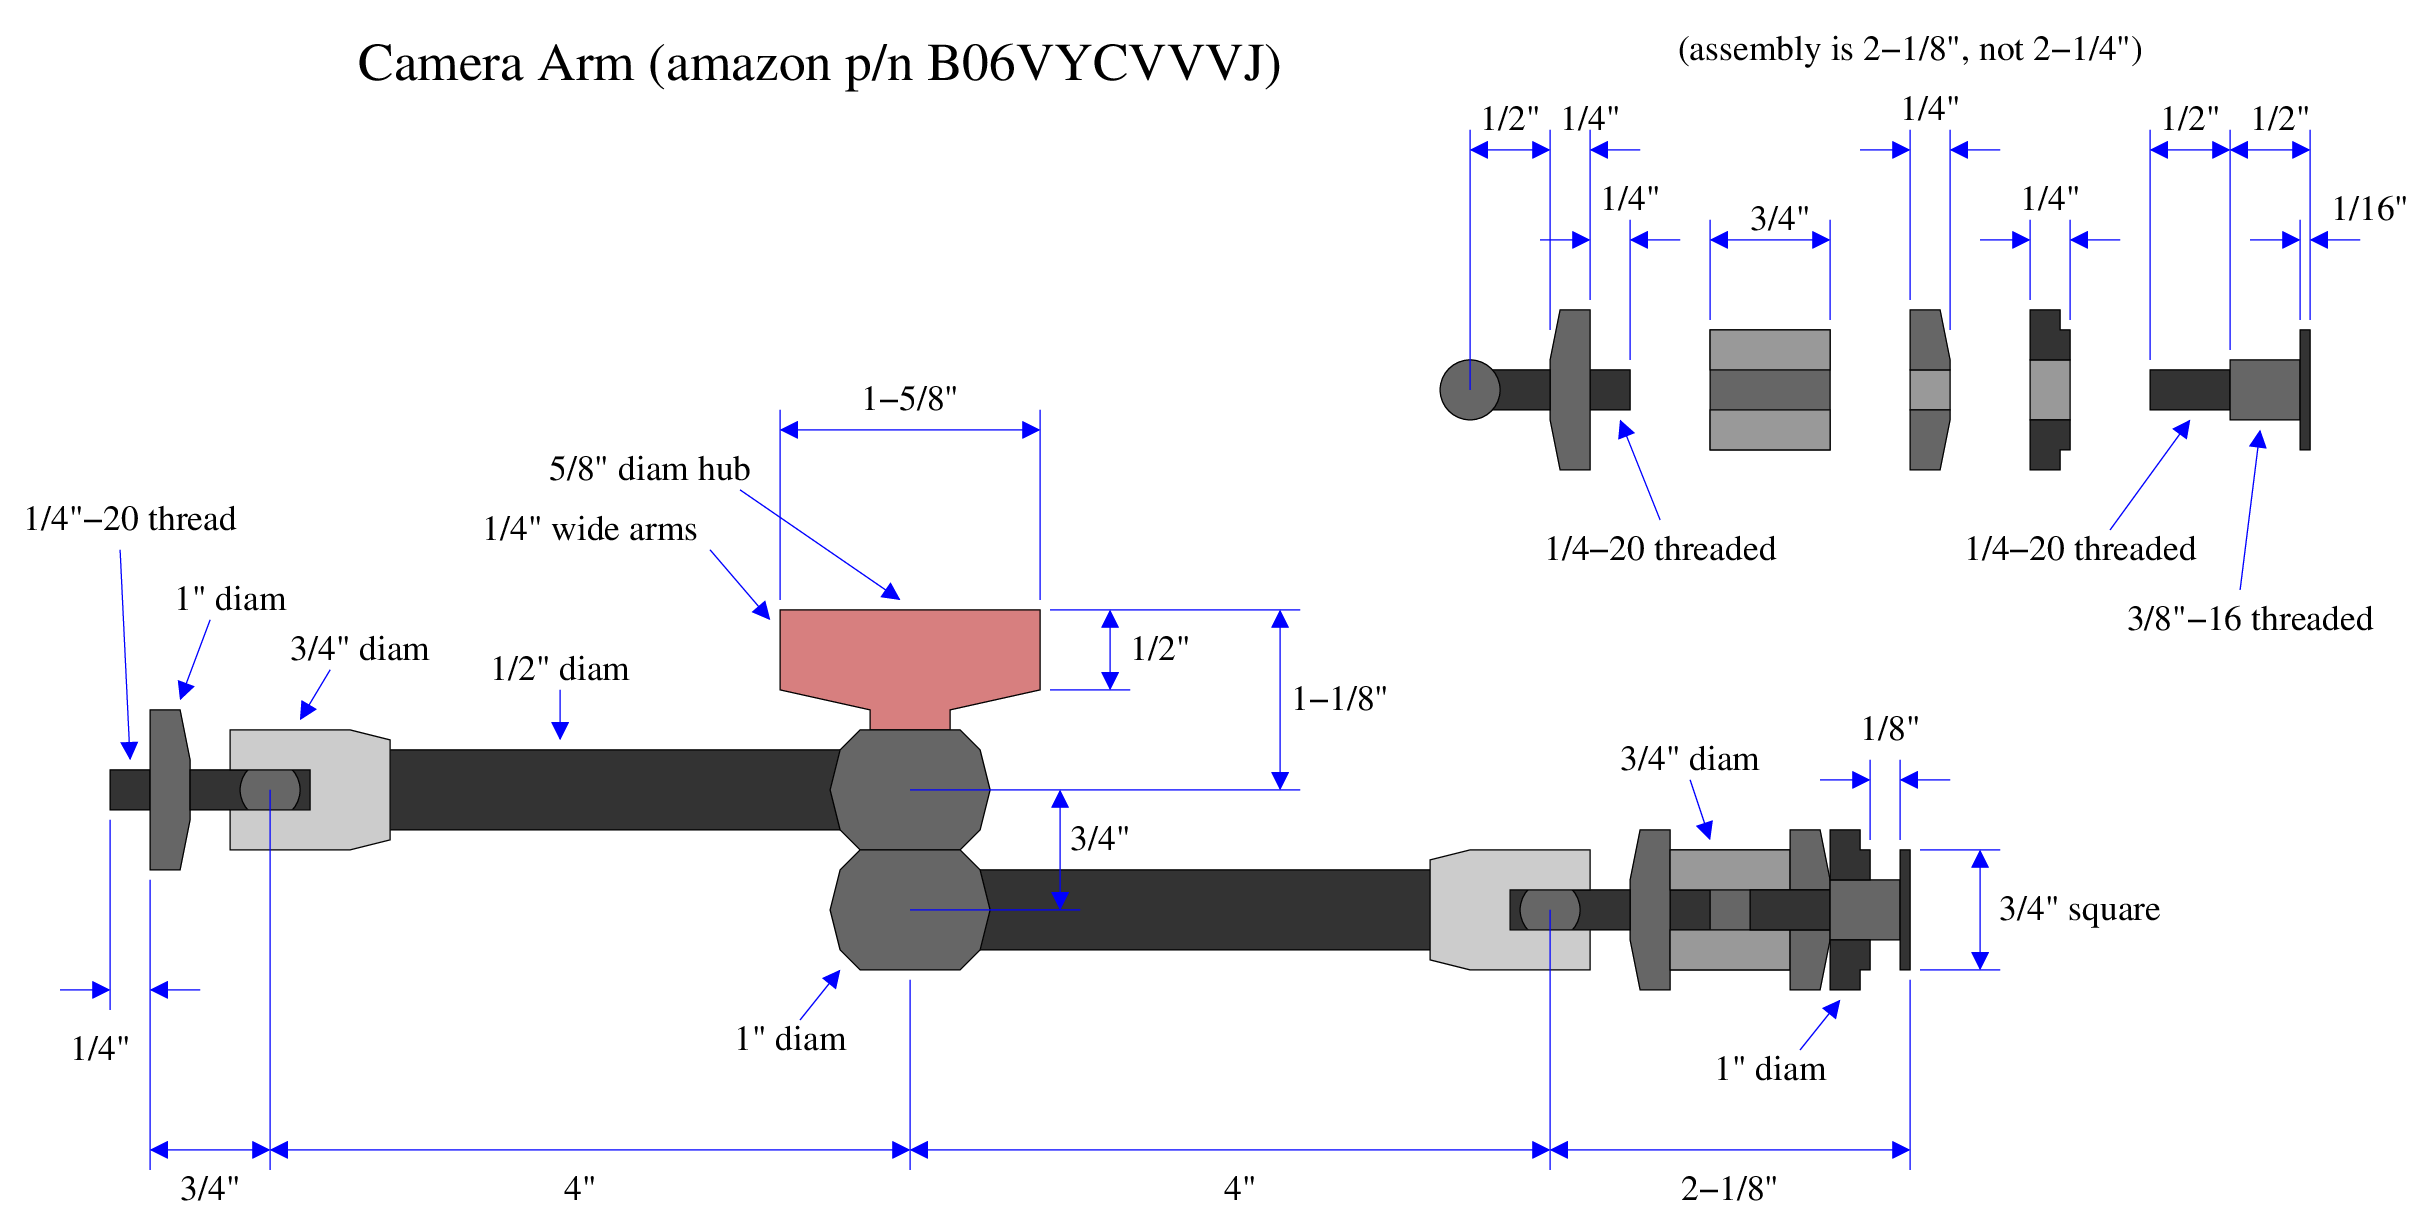 Camera Arm (amazon p/n B06VYCVVVJ)
(assembly is 2−1/8", not 2−1/4")
1/2"
1/4"
1/4"
1/2"
1/2"
1/4"
3/4"
1/4"
1/16"
1−5/8"
5/8" diam hub
1/4" wide arms
1/4"−20 thread
1/4−20 threaded
1/4−20 threaded
3/8"−16 threaded
1" diam
3/4" diam
1/2" diam
1/2"
1−1/8"
3/4" diam
1/8"
3/4"
3/4" square
1" diam
1/4"
1" diam
3/4"
4"
4"
2−1/8"